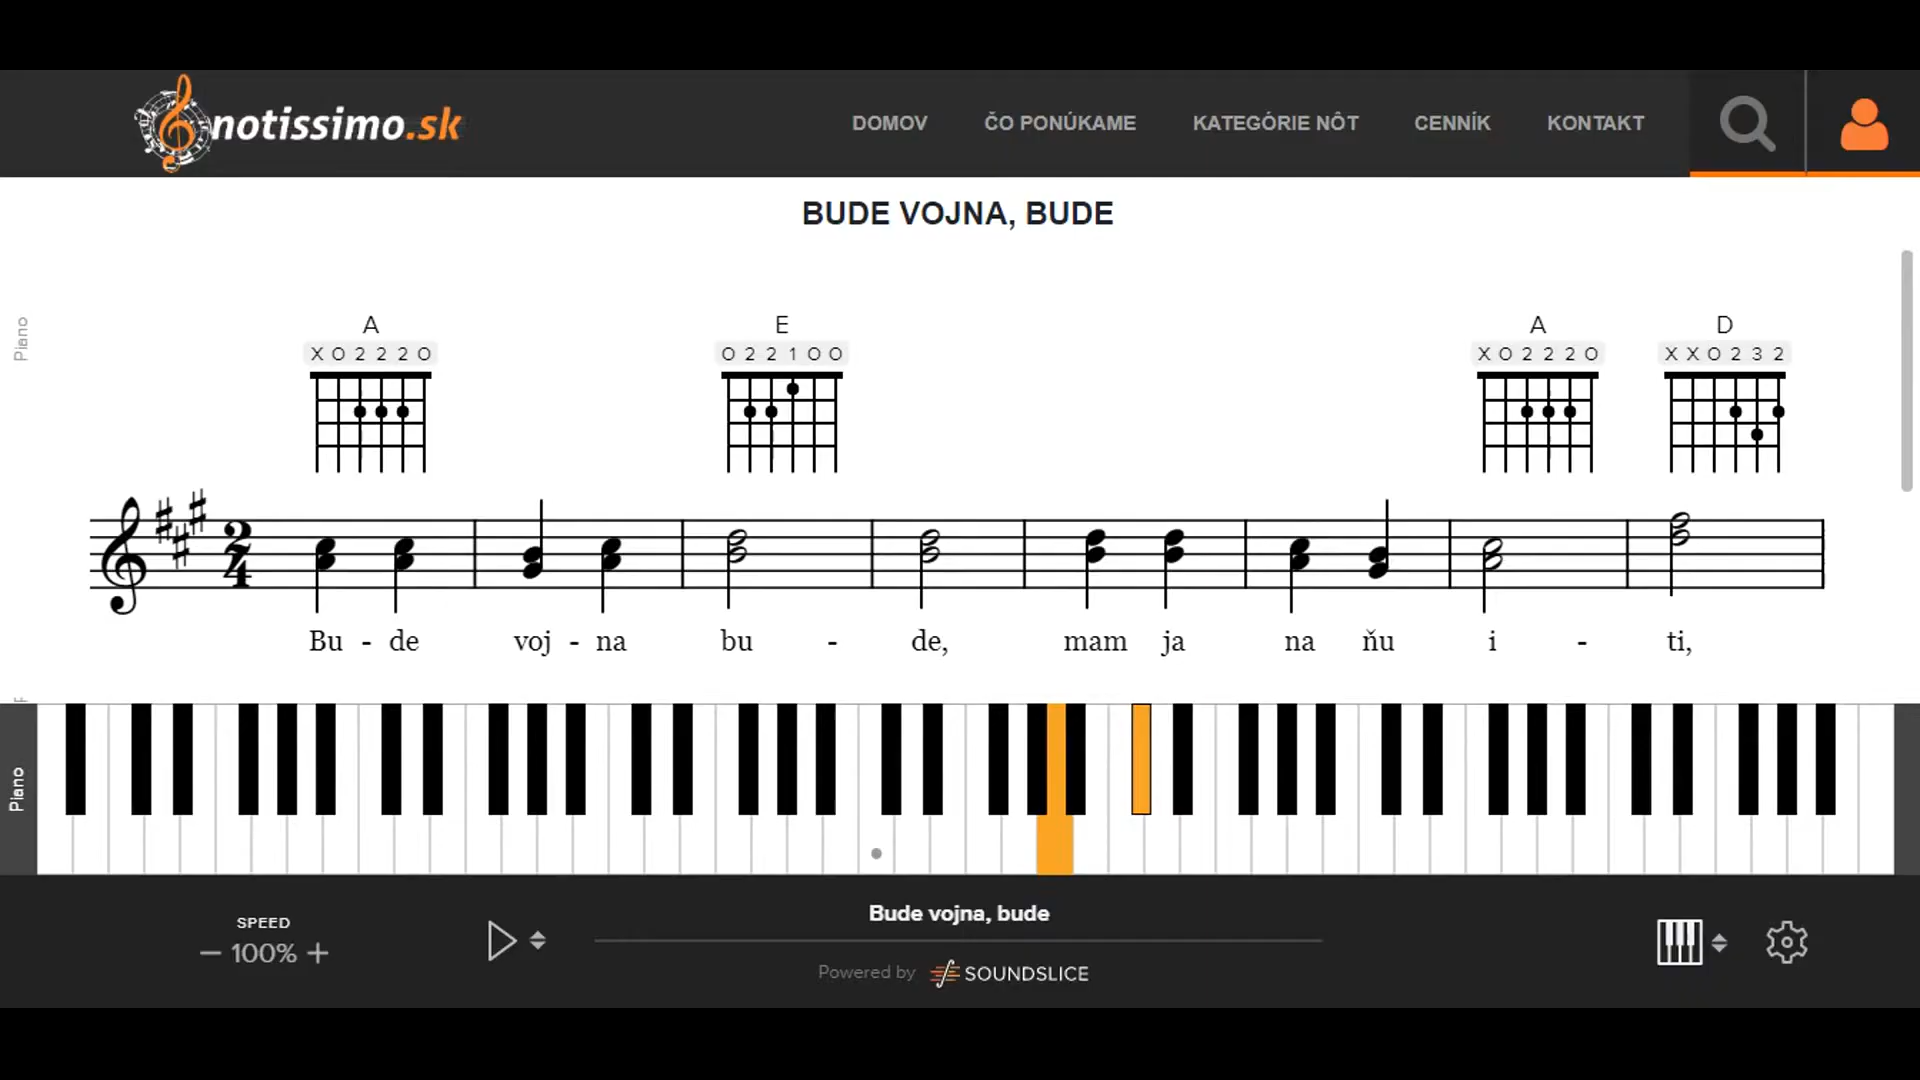 notissimo.sk
DOMOV ČO PONÚKAME KATEGÓRIE NÔT CENNÍK KONTAKT
BUDE VOJNA, BUDE
Piano
A E A D
X O 2 2 2 O O 2 2 1 O O X O 2 2 2 O X X O 2 3 2
2
4
Bu - de voj - na bu - de, mam ja na ňu i - ti,
Piano
Bude vojna, bude
SPEED
− 100% +
Powered by SOUNDSLICE